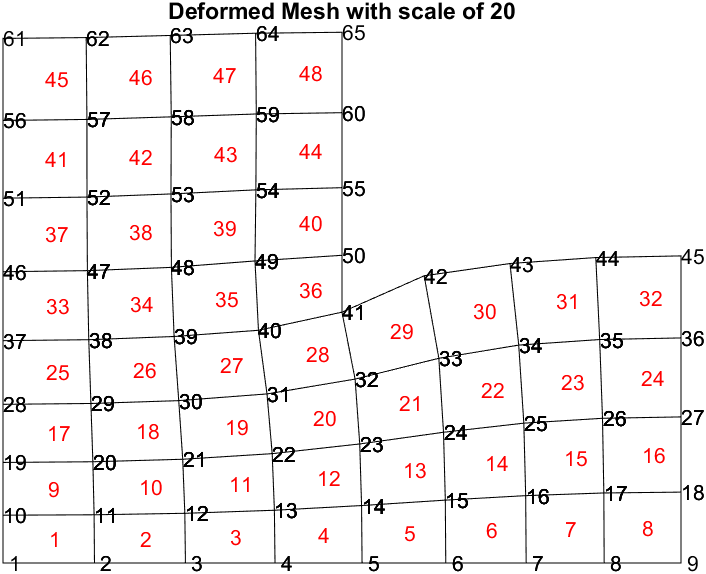 Deformed Mesh with scale of 20
61 62 63 64 65
45 46 47 48
56 57 58 59 60
41 42 43 44
51 52 53 54 55
37 38 39 40
46 47 48 49 50
42 43 44 45
33 34 35 36 29 30 31 32
37 38 39 40 41
33 34 35 36
25 26 27 28 21 22 23 24
28 29 30 31 32
24 25 26 27
17 18 19 20 13 14 15 16
19 20 21 22 23
9 10 11 12
10 11 12 13 14 15 16 17 18
1 2 3 4 5 6 7 8
1 2 3 4 5 6 7 8 9